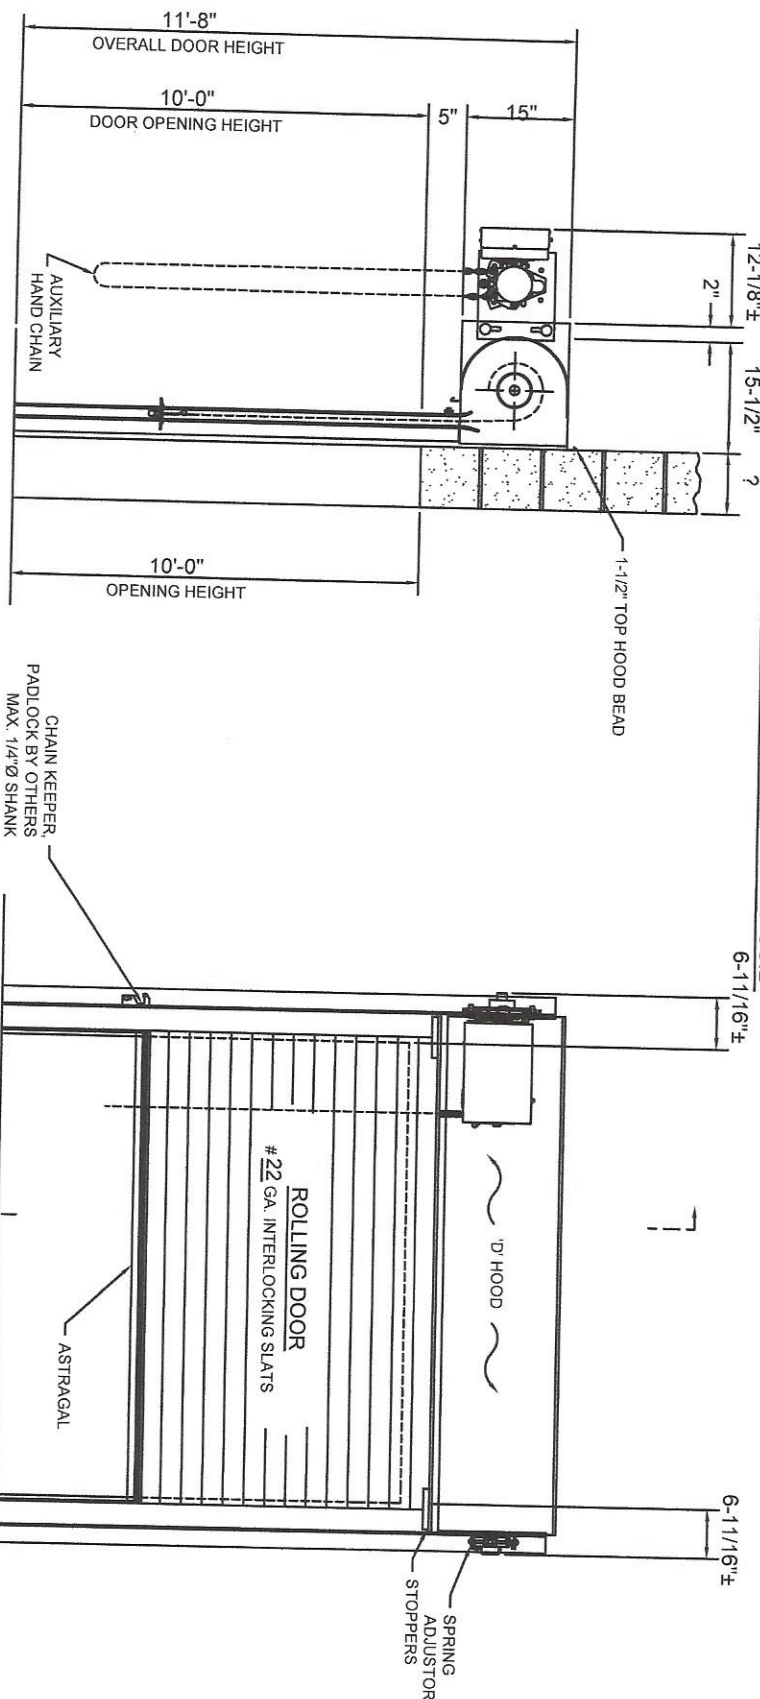 11'-8"
OVERALL DOOR HEIGHT
10'-0"
DOOR OPENING HEIGHT
5"
15"
12-1/8"±
2"
15-1/2"
?
AUXILIARY
HAND CHAIN
1-1/2" TOP HOOD BEAD
10'-0"
OPENING HEIGHT
CHAIN KEEPER,
PADLOCK BY OTHERS
MAX. 1/4"Ø SHANK
6-11/16"±
'D' HOOD
ROLLING DOOR
#22 GA. INTERLOCKING SLATS
ASTRAGAL
6-11/16"±
SPRING
ADJUSTOR
STOPPERS